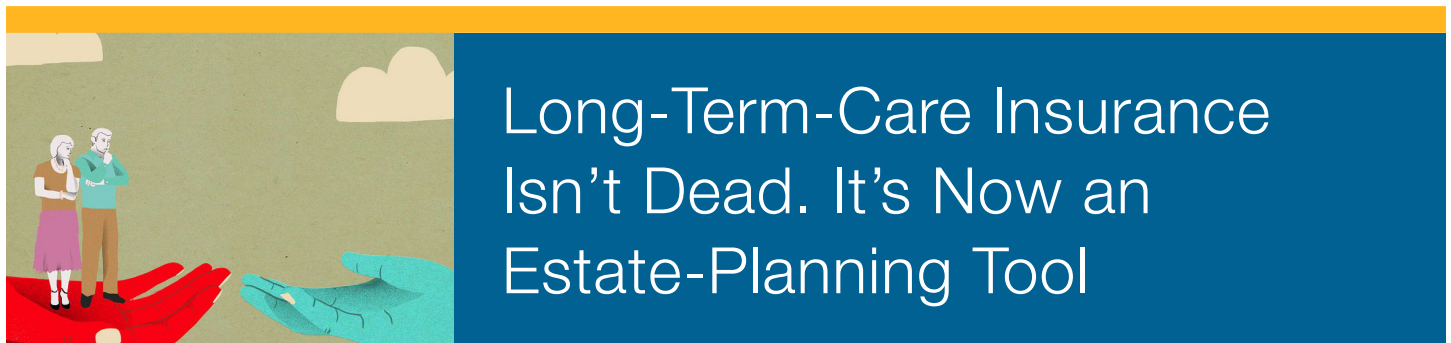 Long-Term-Care Insurance
Isn’t Dead. It’s Now an
Estate-Planning Tool